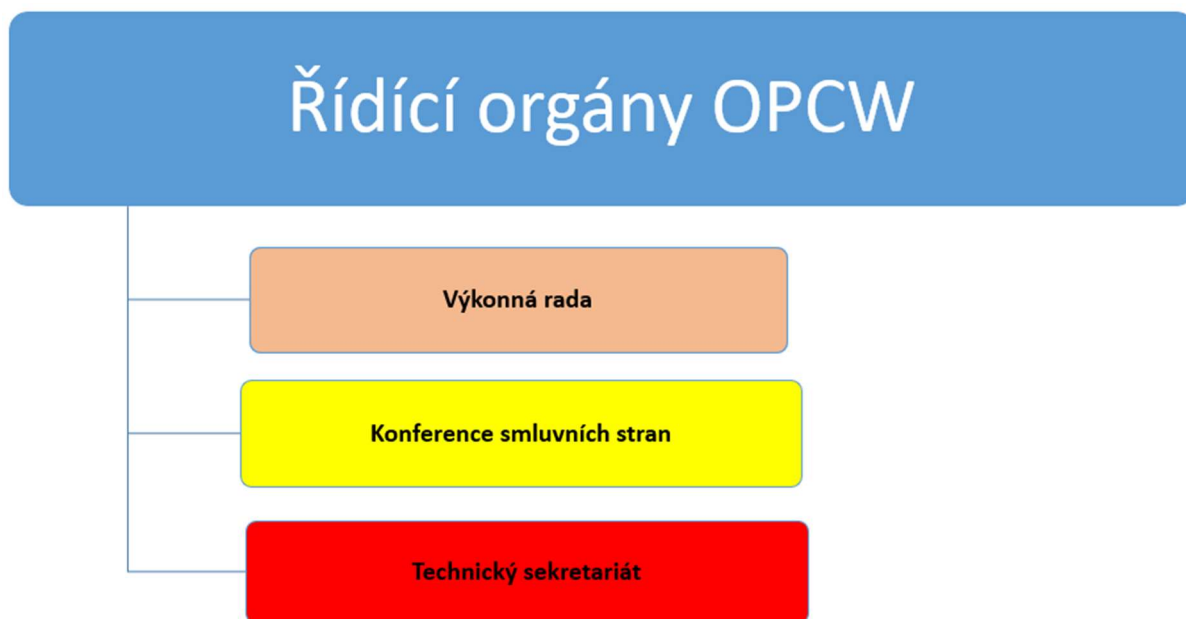 Řídící orgány OPCW
Výkonná rada
Konference smluvních stran
Technický sekretariát